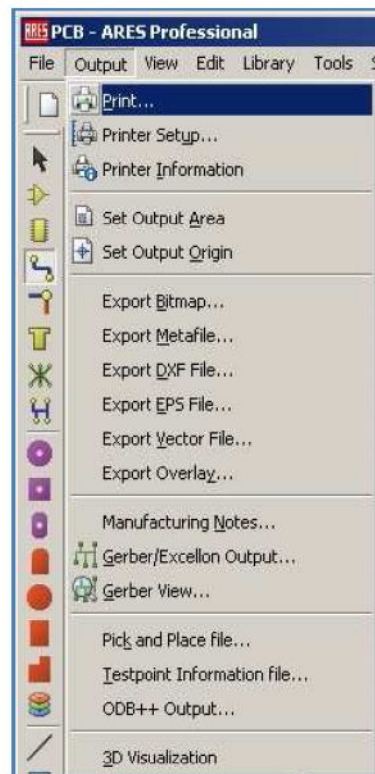 ARES PCB - ARES Professional
File Output View Edit Library Tools
Print...
Printer Setup...
Printer Information
Set Output Area
Set Output Origin
Export Bitmap...
Export Metafile...
Export DXF File...
Export EPS File...
Export Vector File...
Export Overlay...
Manufacturing Notes...
Gerber/Excellon Output...
Gerber View...
Pick and Place file...
Testpoint Information file...
ODB++ Output...
3D Visualization